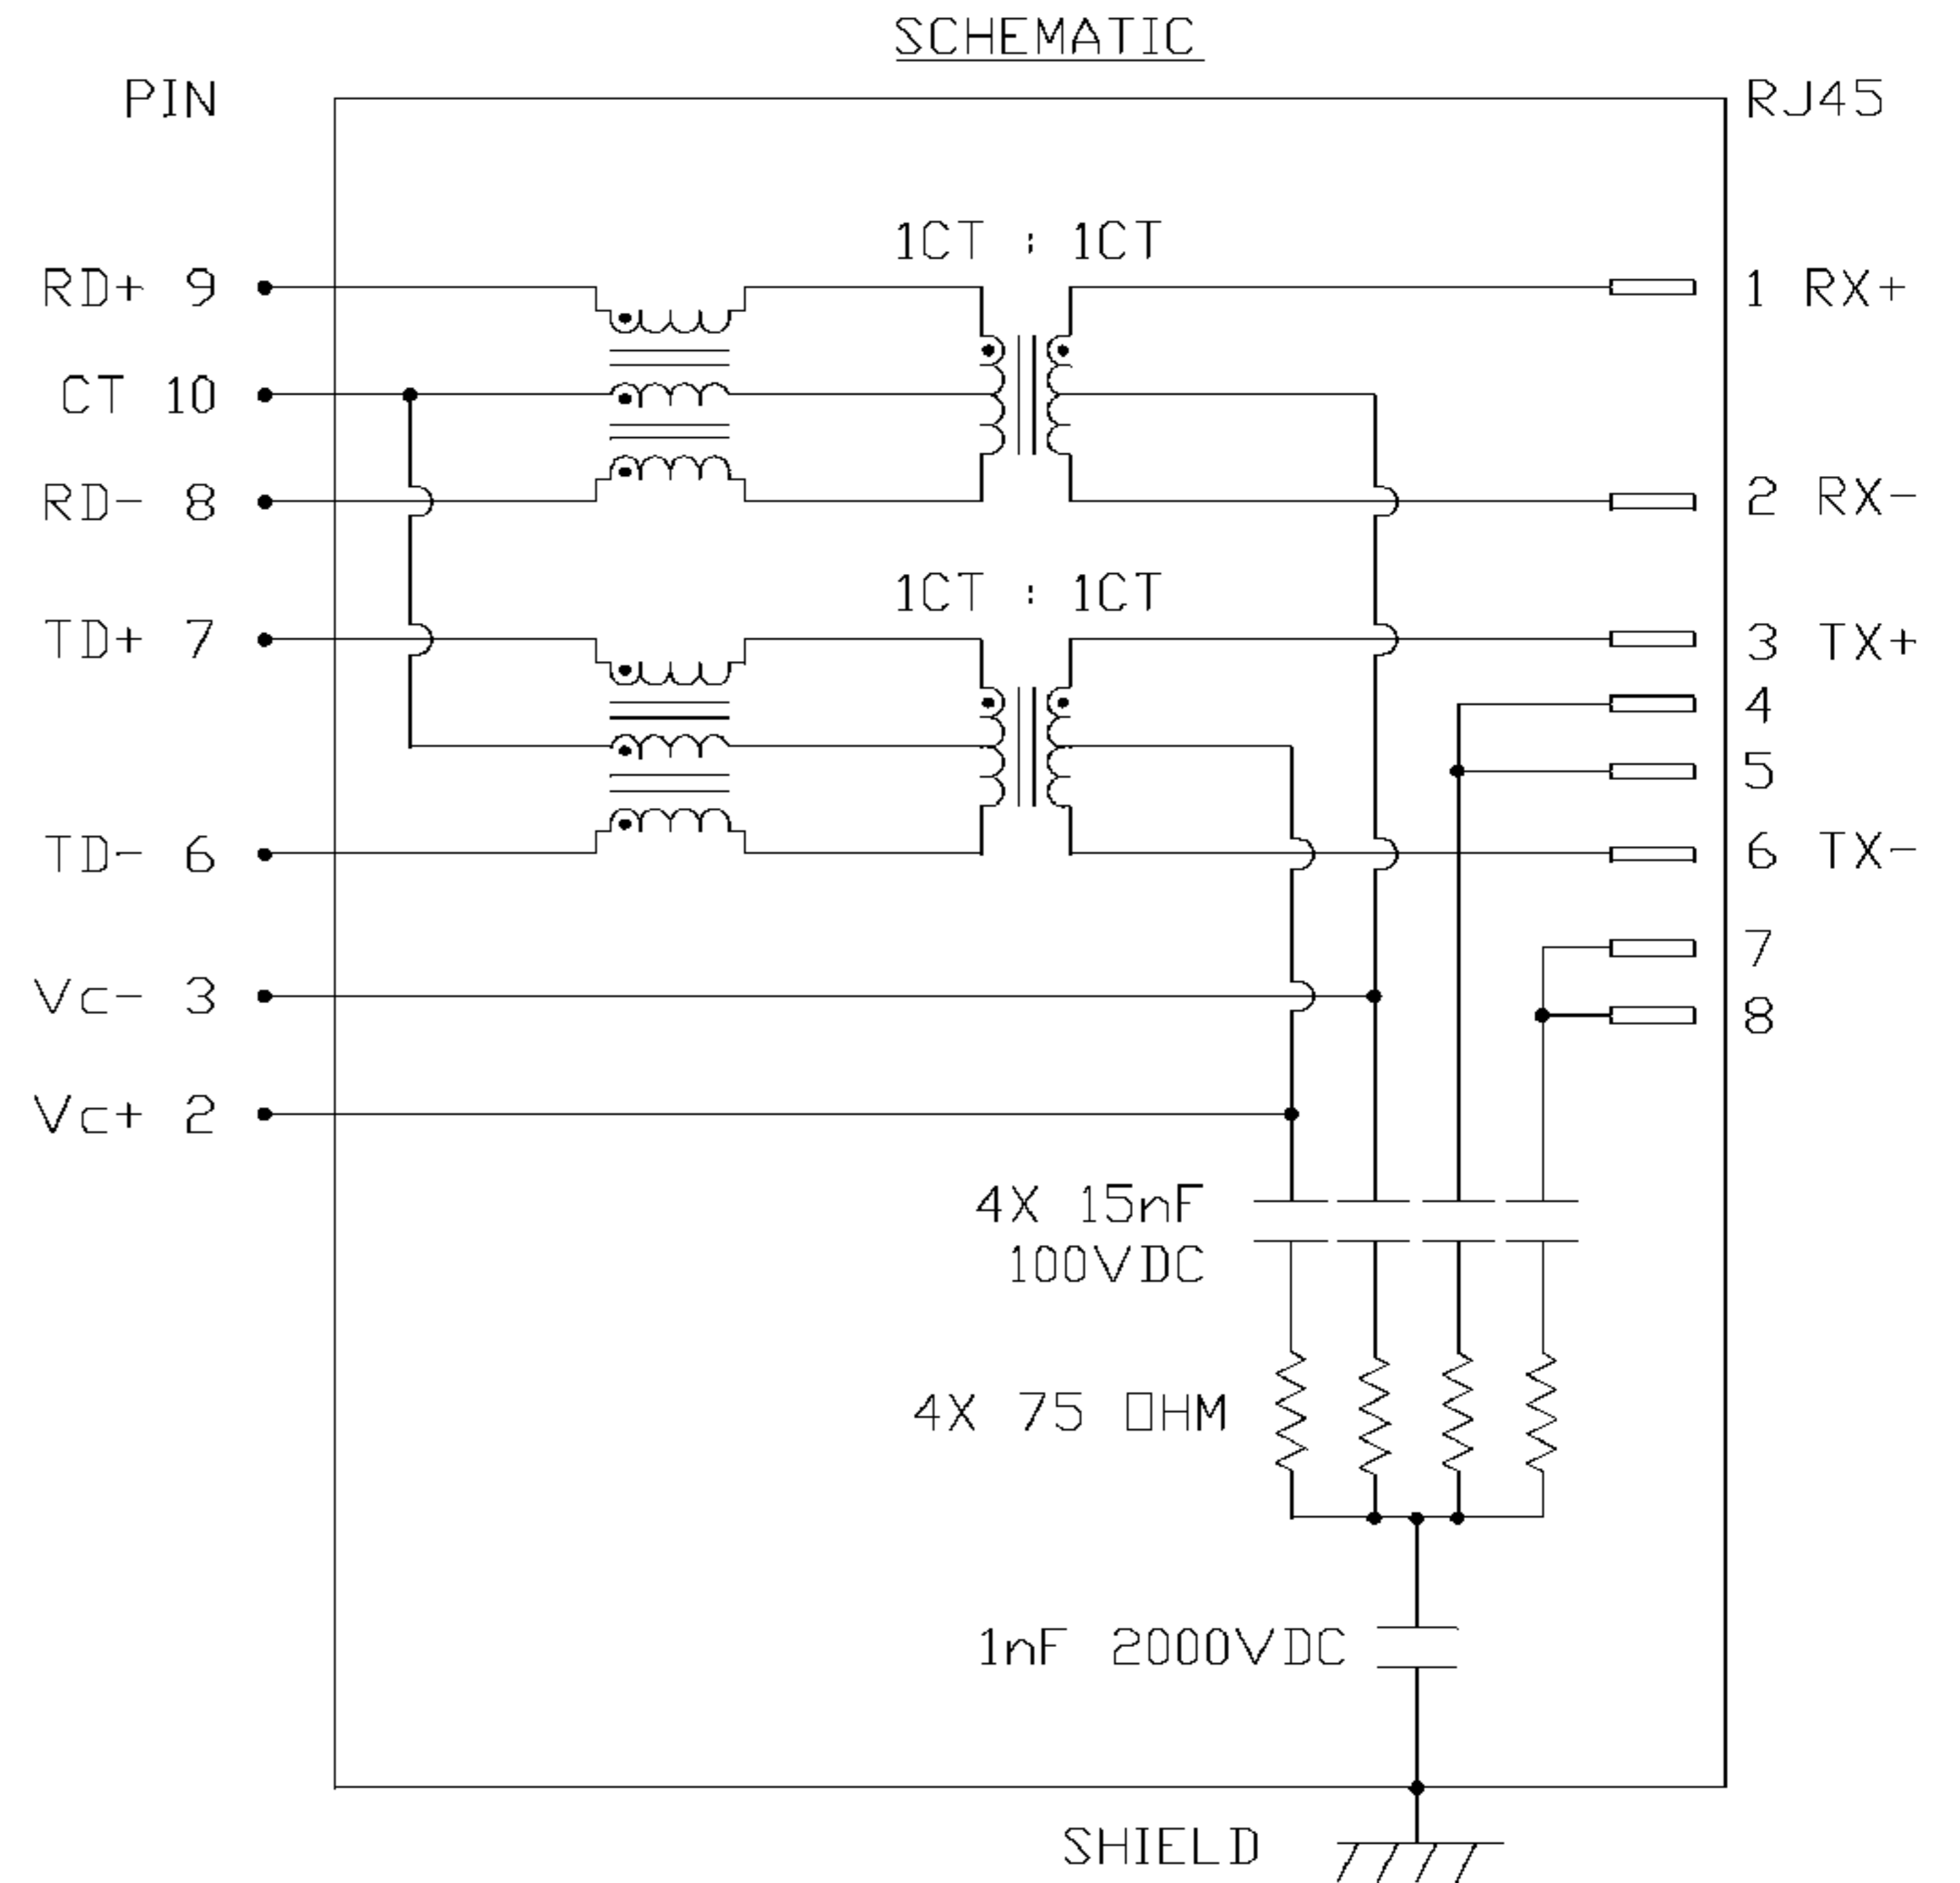 SCHEMATIC
PIN
RJ45
1CT : 1CT
RD+ 9
1 RX+
CT 10
RD- 8
2 RX-
1CT : 1CT
TD+ 7
3 TX+
4
5
TD- 6
6 TX-
7
Vc- 3
8
Vc+ 2
4X 15nF
100VDC
4X 75 OHM
1nF 2000VDC
SHIELD